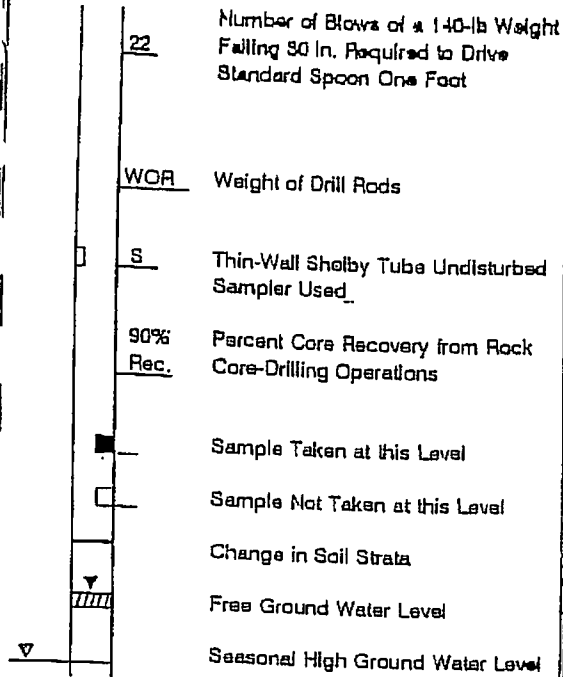 22 Number of Blows of a 140-lb Weight
Falling 30 in. Required to Drive
Standard Spoon One Foot
WOR Weight of Drill Rods
S Thin-Wall Shelby Tube Undisturbed
Sampler Used
90% Percent Core Recovery from Rock
Rec. Core-Drilling Operations
Sample Taken at this Level
Sample Not Taken at this Level
Change in Soil Strata
Free Ground Water Level
Seasonal High Ground Water Level